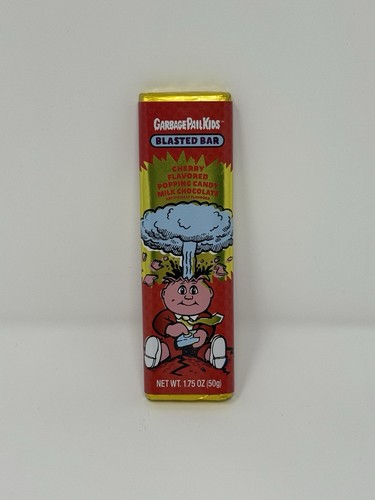 GARBAGE PAIL KIDS
BLASTED BAR
CHERRY
FLAVORED
POPPING CANDY
MILK CHOCOLATE
NET WT. 1.75 OZ (50g)